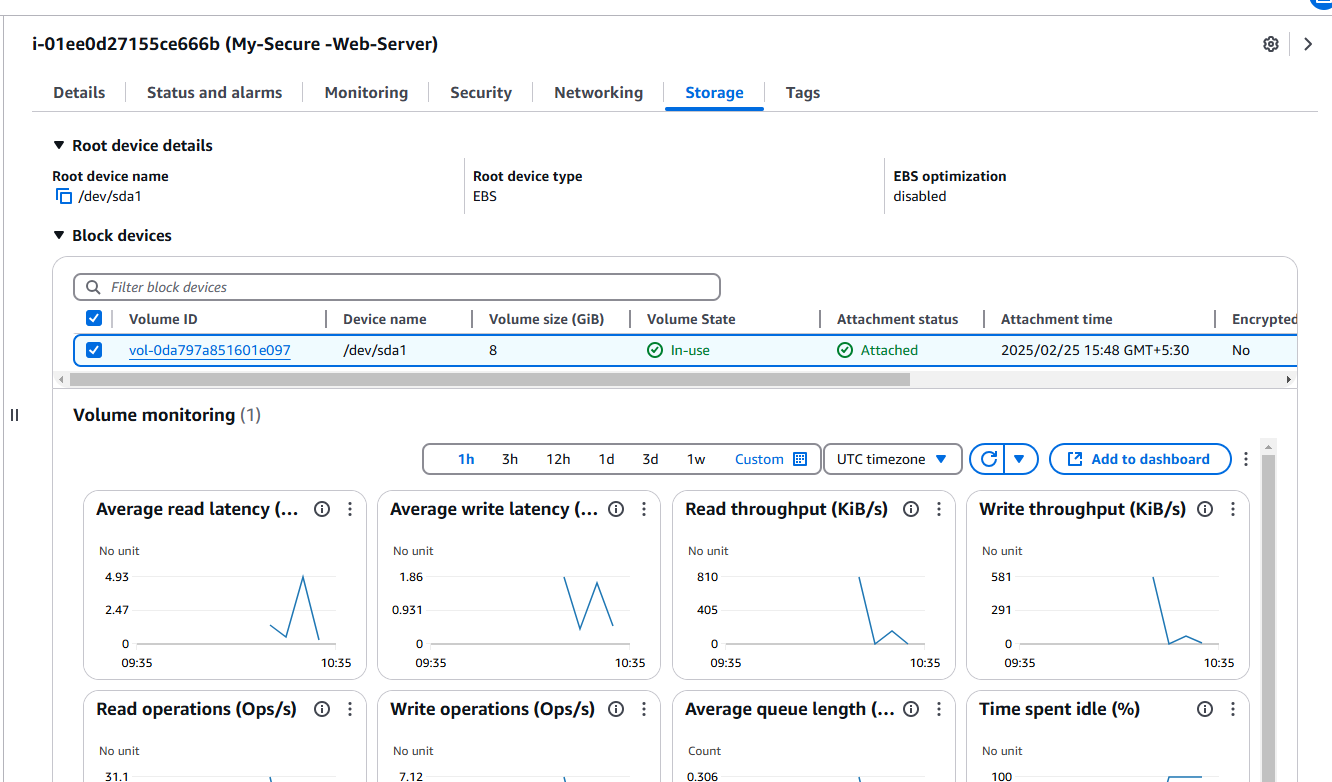 i-01ee0d27155ce666b (My-Secure -Web-Server)
Details Status and alarms Monitoring Security Networking Storage Tags
Root device details
Root device name Root device type EBS optimization
/dev/sda1 EBS disabled
Block devices
Filter block devices
Volume ID Device name Volume size (GiB) Volume State Attachment status Attachment time Encrypted
vol-0da797a851601e097 /dev/sda1 8 In-use Attached 2025/02/25 15:48 GMT+5:30 No
Volume monitoring (1)
1h 3h 12h 1d 3d 1w Custom UTC timezone Add to dashboard
Average read latency (... Average write latency (... Read throughput (KiB/s) Write throughput (KiB/s)
No unit No unit No unit No unit
4.93 1.86 810 581
2.47 0.931 405 291
0 0 0 0
09:35 10:35 09:35 10:35 09:35 10:35 09:35 10:35
Read operations (Ops/s) Write operations (Ops/s) Average queue length (... Time spent idle (%)
No unit No unit Count No unit
31.1 7.12 0.306 100